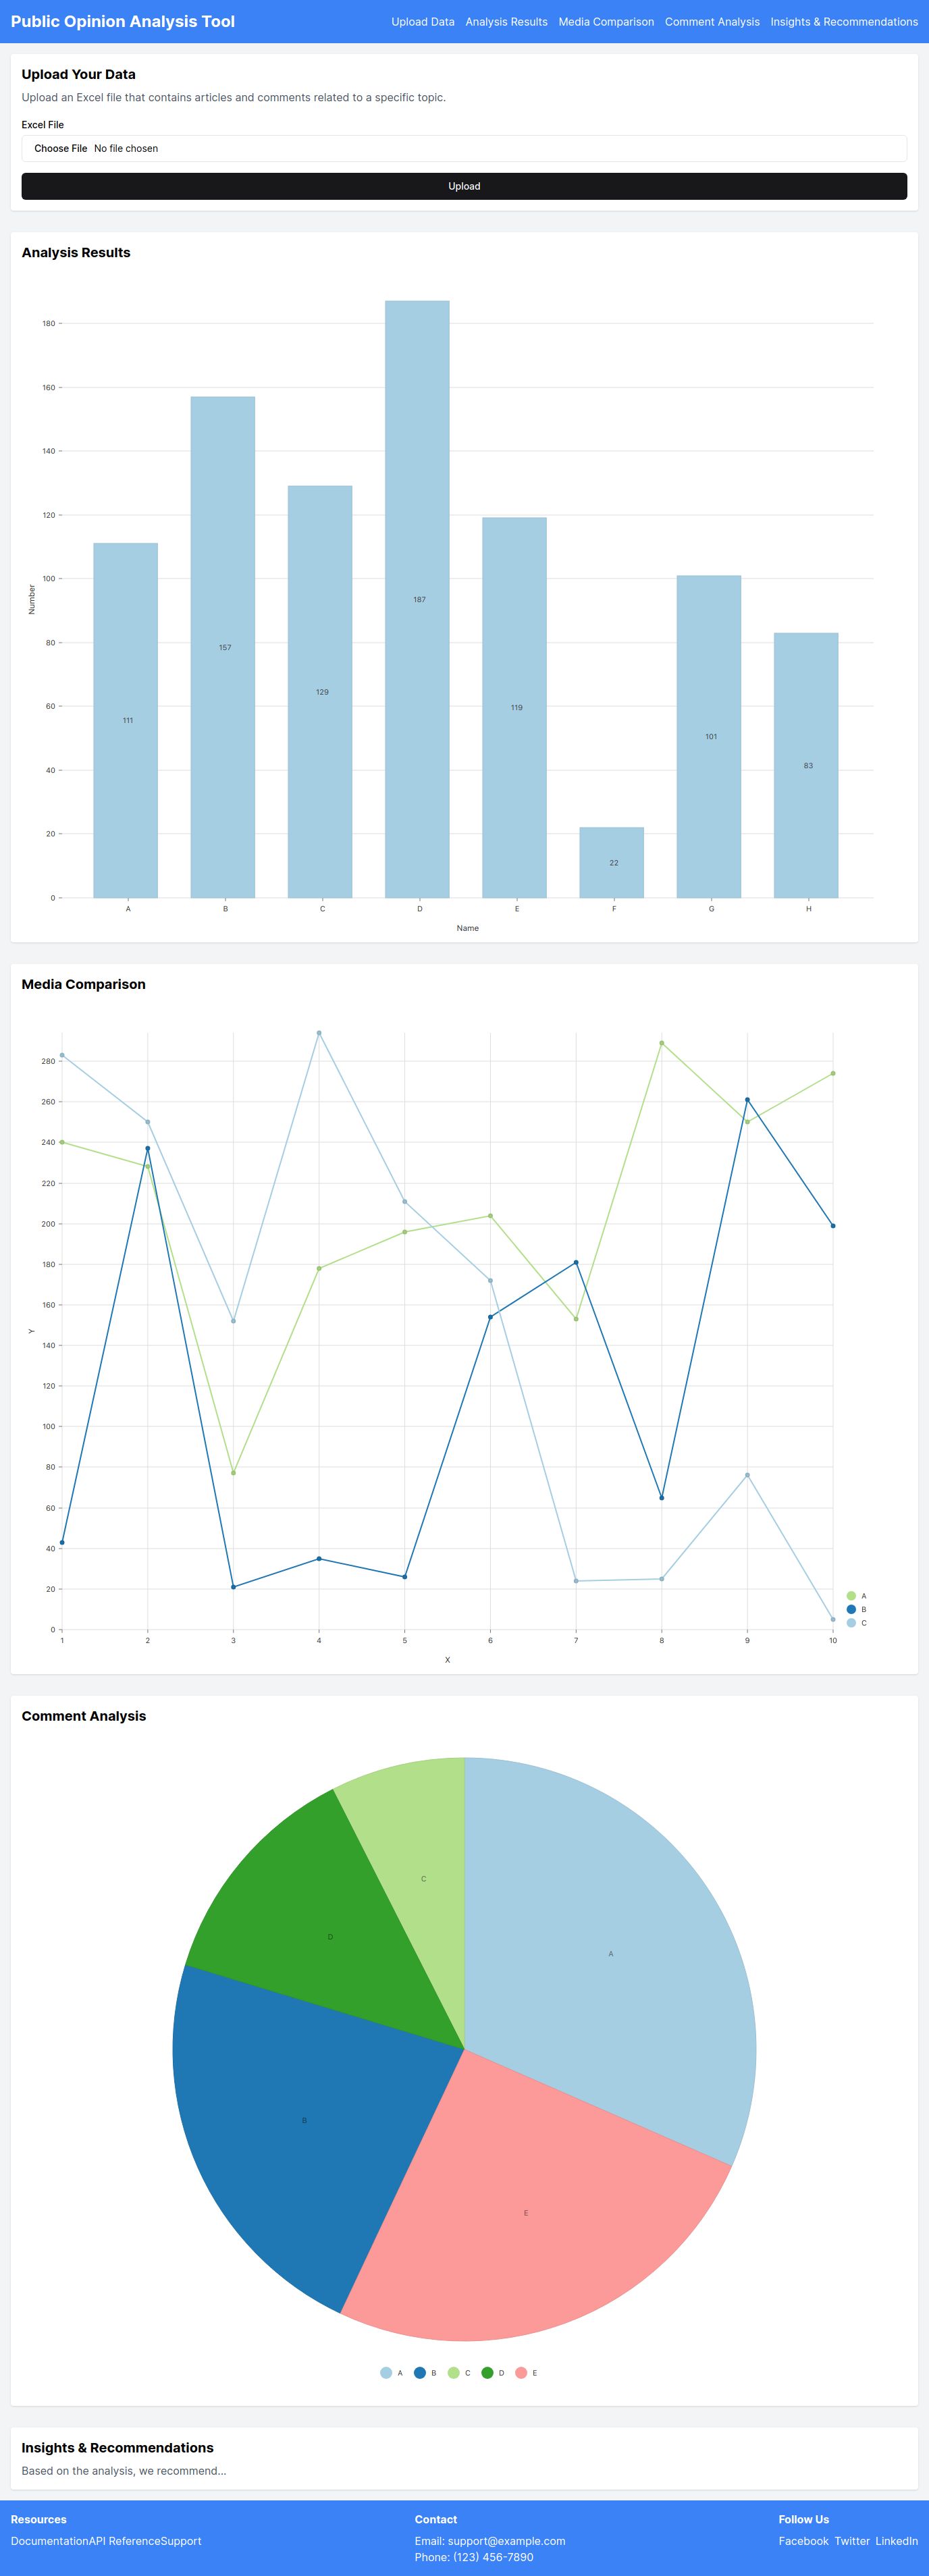 Public Opinion Analysis Tool
Upload Data Analysis Results Media Comparison Comment Analysis Insights & Recommendations
Upload Your Data
Upload an Excel file that contains articles and comments related to a specific topic.
Excel File
Choose File No file chosen
Upload
Analysis Results
180
160
140
120
100
80
60
40
20
0
Number
111
157
129
187
119
22
101
83
A B C D E F G H
Name
Media Comparison
280
260
240
220
200
180
160
140
120
100
80
60
40
20
0
Y
A
B
C
1 2 3 4 5 6 7 8 9 10
X
Comment Analysis
C
D
A
B
E
A B C D E
Insights & Recommendations
Based on the analysis, we recommend...
Resources
DocumentationAPI ReferenceSupport
Contact
Email: support@example.com
Phone: (123) 456-7890
Follow Us
Facebook Twitter LinkedIn